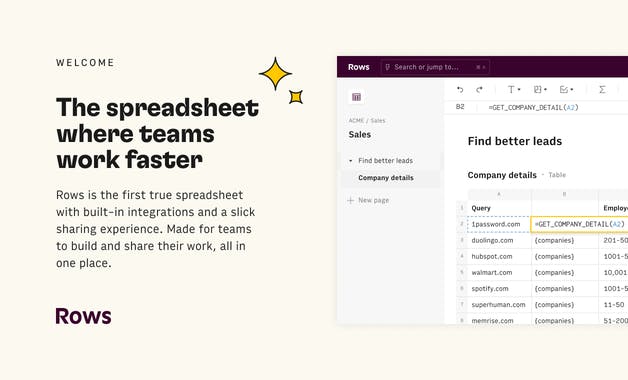 WELCOME
The spreadsheet
where teams
work faster
Rows is the first true spreadsheet
with built-in integrations and a slick
sharing experience. Made for teams
to build and share their work, all in
one place.
Rows
Rows
Search or jump to...
B2 =GET_COMPANY_DETAIL(A2)
ACME / Sales
Sales
Find better leads
Company details
New page
Find better leads
Company details · Table
A B
1 Query Employe
2 1password.com =GET_COMPANY_DETAIL(A2)
3 duolingo.com {companies} 201-50
4 hubspot.com {companies} 1001-5
5 walmart.com {companies} 10,001
6 spotify.com {companies} 1001-5
7 superhuman.com {companies} 11-50
8 memrise.com {companies} 51-200